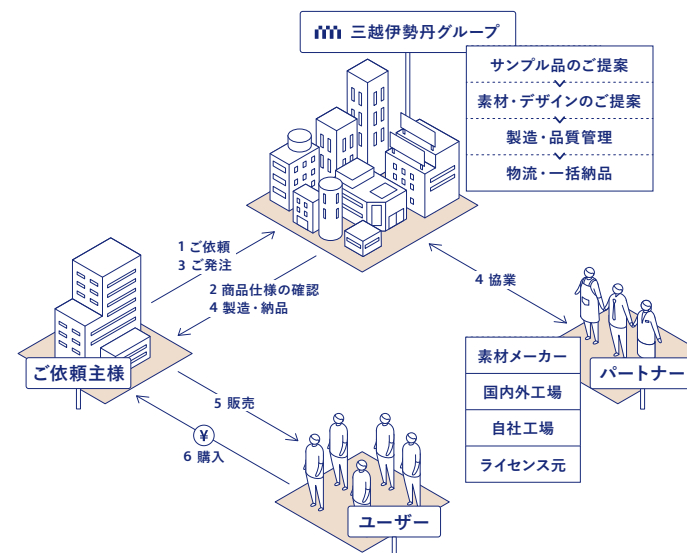 三越伊勢丹グループ
サンプル品のご提案
素材・デザインのご提案
製造・品質管理
物流・一括納品
1 ご依頼
3 ご発注
2 商品仕様の確認
4 製造・納品
4 協業
ご依頼主様
素材メーカー
国内外工場
自社工場
ライセンス元
パートナー
5 販売
¥
6 購入
ユーザー